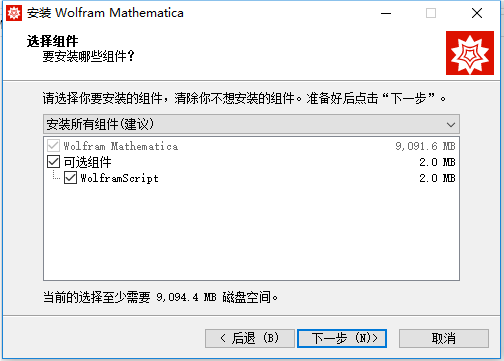 安装 Wolfram Mathematica
选择组件
要安装哪些组件？
请选择你要安装的组件，清除你不想安装的组件。准备好后点击“下一步”。
安装所有组件(建议)
Wolfram Mathematica 9,091.6 MB
可选组件 2.0 MB
WolframScript 2.0 MB
当前的选择至少需要 9,094.4 MB 磁盘空间。
< 后退 (B) 下一步 (N)> 取消